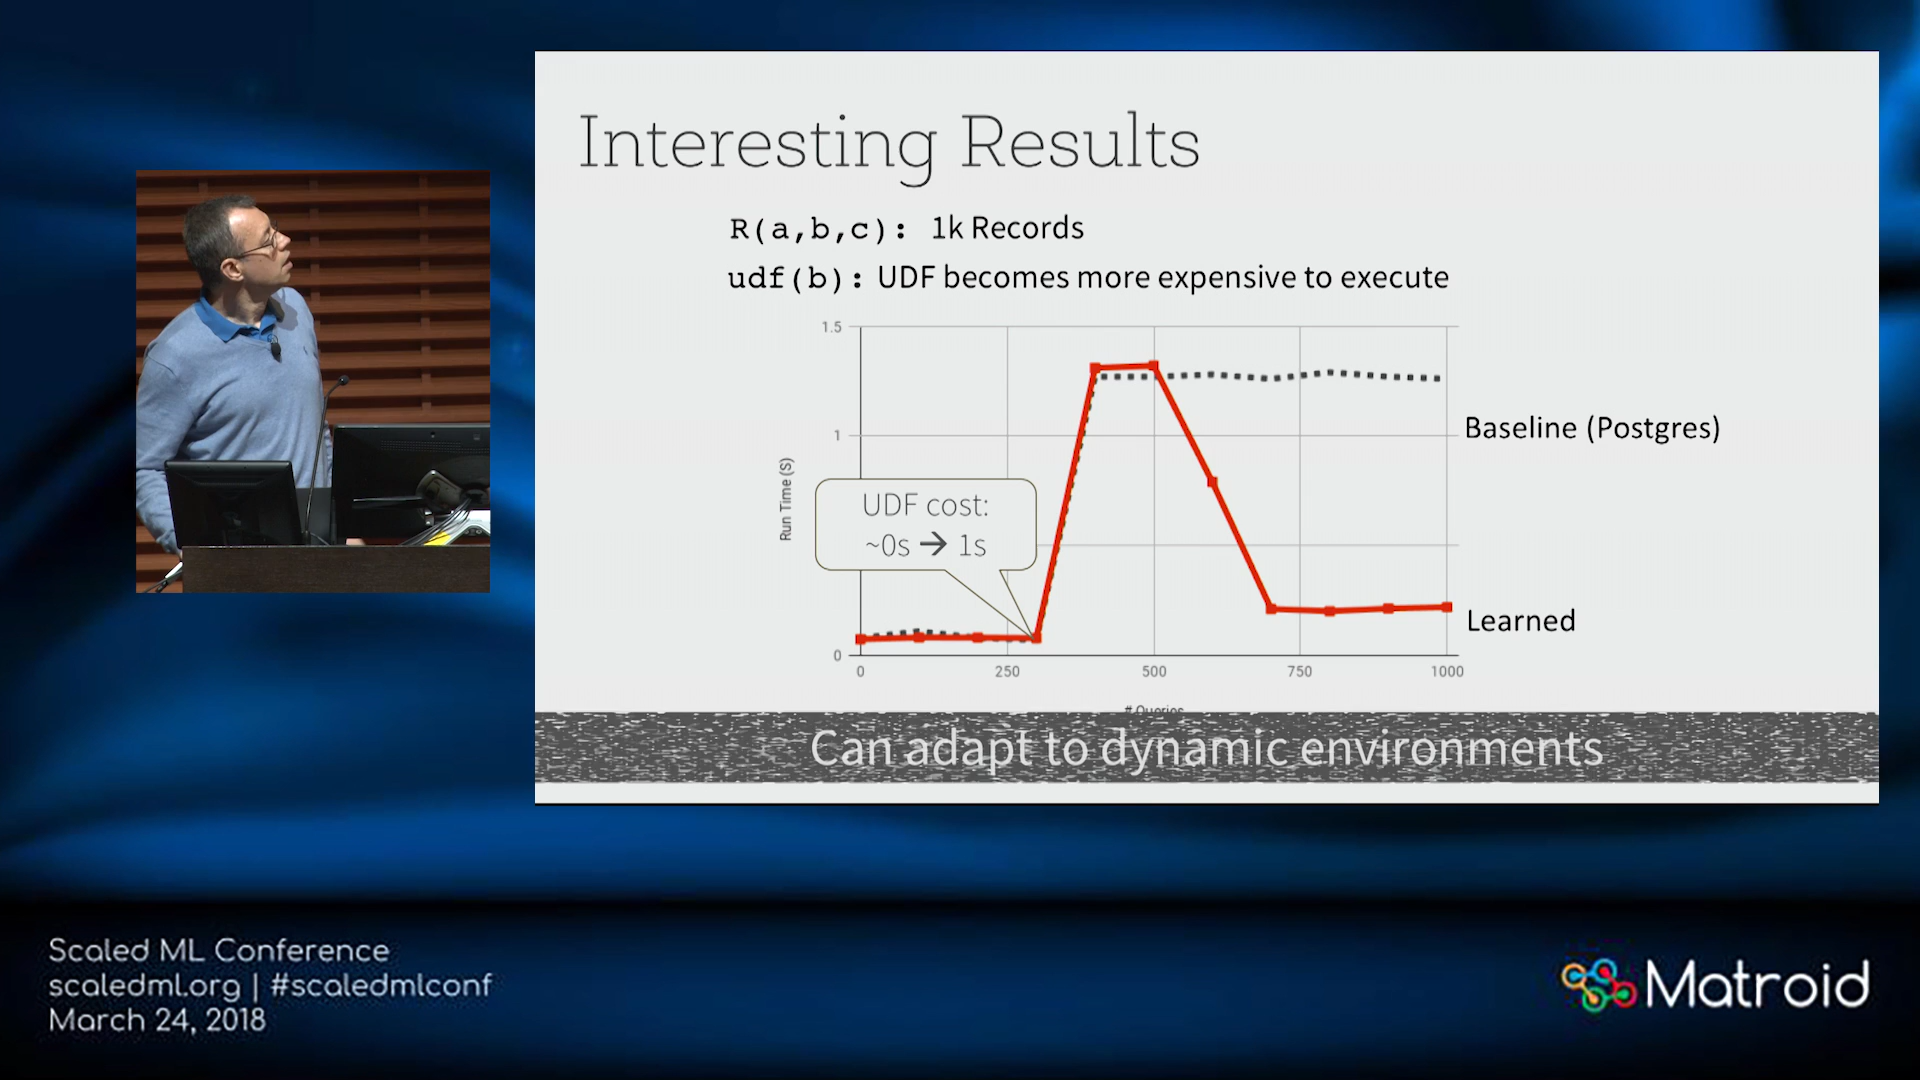 Interesting Results
R(a,b,c): 1k Records
udf(b): UDF becomes more expensive to execute
1.5
1
0
Run Time (S)
UDF cost:
~0s → 1s
Baseline (Postgres)
Learned
0 250 500 750 1000
# Queries
Can adapt to dynamic environments
Scaled ML Conference
scaledml.org | #scaledmlconf
March 24, 2018
Matroid